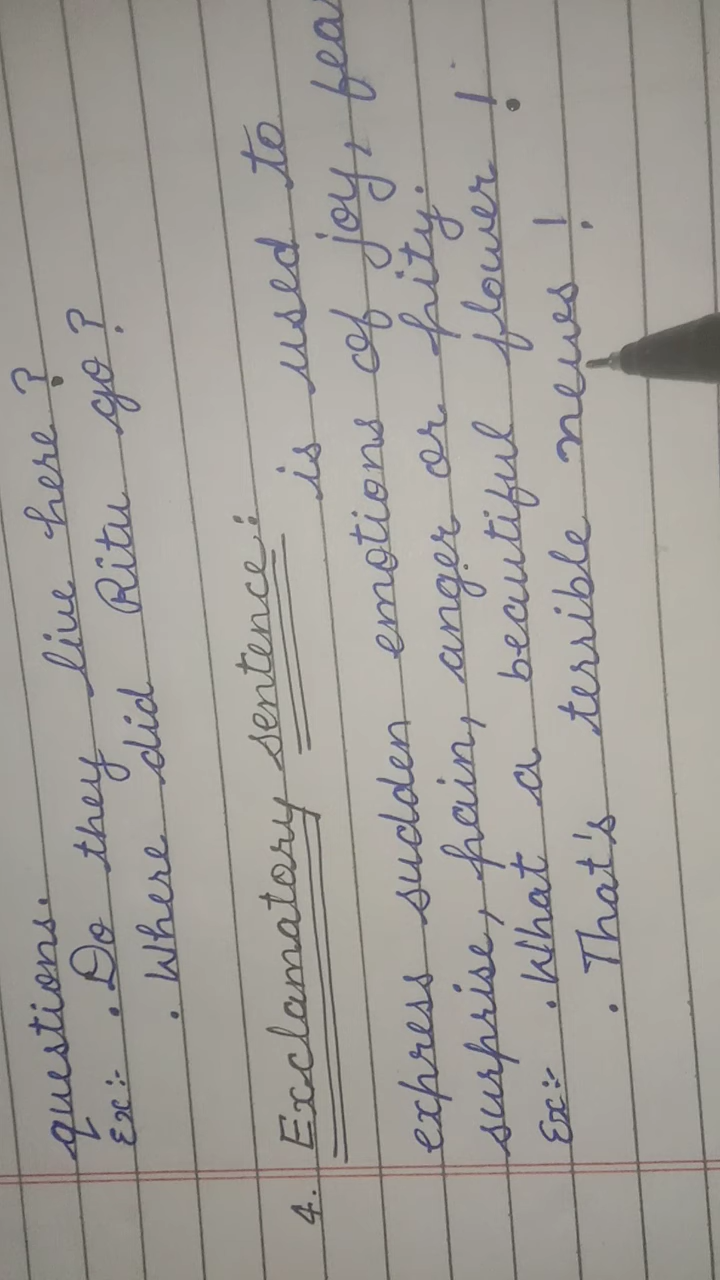 questions.
Ex:- . Do they live here?
. Where did Ritu go?
4. Exclamatory sentence: is used to
express sudden emotions of joy, fea
surprise, pain, anger or pity.
Ex:- . What a beautiful flower!
. That's terrible news!